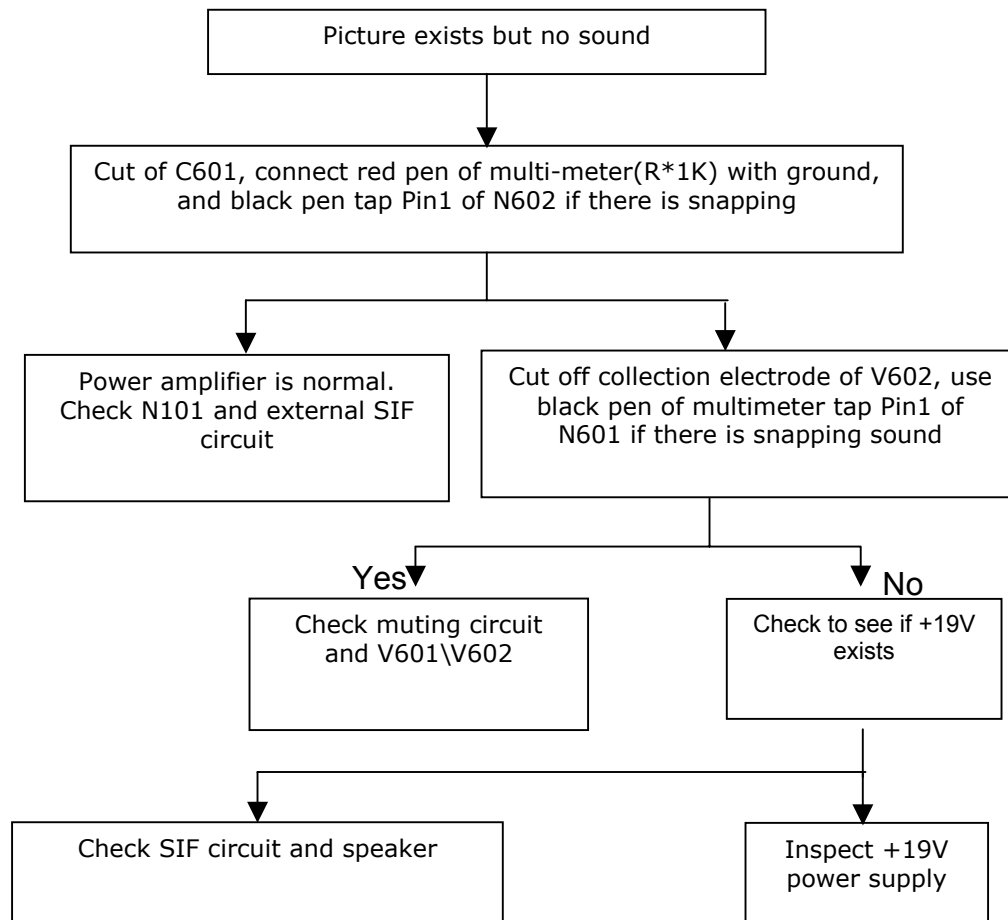 Picture exists but no sound
Cut of C601, connect red pen of multi-meter(R*1K) with ground,
and black pen tap Pin1 of N602 if there is snapping
Power amplifier is normal.
Check N101 and external SIF
circuit
Cut off collection electrode of V602, use
black pen of multimeter tap Pin1 of
N601 if there is snapping sound
Yes
No
Check muting circuit
and V601\V602
Check to see if +19V
exists
Check SIF circuit and speaker
Inspect +19V
power supply